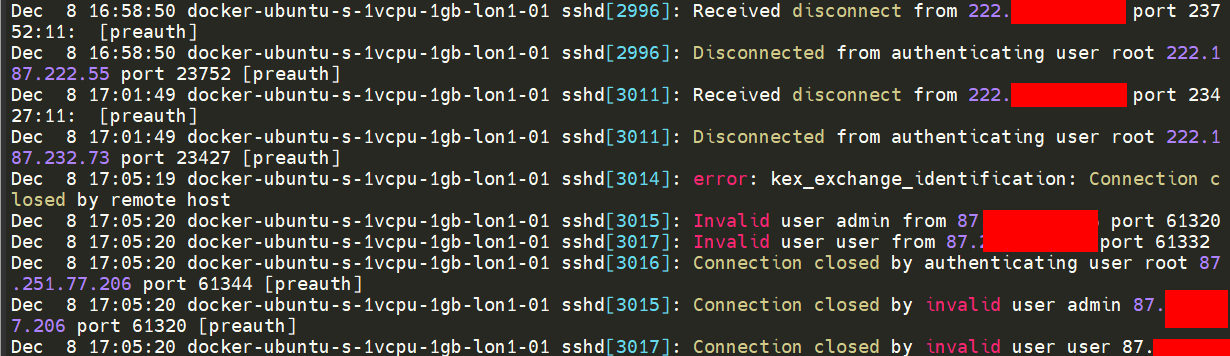 Dec  8 16:58:50 docker-ubuntu-s-1vcpu-1gb-lon1-01 sshd[2996]: Received disconnect from 222. port 237
52:11:  [preauth]
Dec  8 16:58:50 docker-ubuntu-s-1vcpu-1gb-lon1-01 sshd[2996]: Disconnected from authenticating user root 222.1
87.222.55 port 23752 [preauth]
Dec  8 17:01:49 docker-ubuntu-s-1vcpu-1gb-lon1-01 sshd[3011]: Received disconnect from 222. port 234
27:11:  [preauth]
Dec  8 17:01:49 docker-ubuntu-s-1vcpu-1gb-lon1-01 sshd[3011]: Disconnected from authenticating user root 222.1
87.232.73 port 23427 [preauth]
Dec  8 17:05:19 docker-ubuntu-s-1vcpu-1gb-lon1-01 sshd[3014]: error: kex_exchange_identification: Connection c
losed by remote host
Dec  8 17:05:20 docker-ubuntu-s-1vcpu-1gb-lon1-01 sshd[3015]: Invalid user admin from 87 port 61320
Dec  8 17:05:20 docker-ubuntu-s-1vcpu-1gb-lon1-01 sshd[3017]: Invalid user user from 87. port 61332
Dec  8 17:05:20 docker-ubuntu-s-1vcpu-1gb-lon1-01 sshd[3016]: Connection closed by authenticating user root 87
.251.77.206 port 61344 [preauth]
Dec  8 17:05:20 docker-ubuntu-s-1vcpu-1gb-lon1-01 sshd[3015]: Connection closed by invalid user admin 87.
7.206 port 61320 [preauth]
Dec  8 17:05:20 docker-ubuntu-s-1vcpu-1gb-lon1-01 sshd[3017]: Connection closed by invalid user user 87.